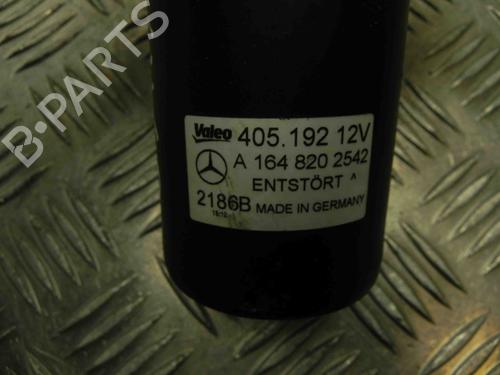 B-Parts
Valeo 405.192 12V
A 164 820 2542
ENTSTÖRT ^
2186B MADE IN GERMANY